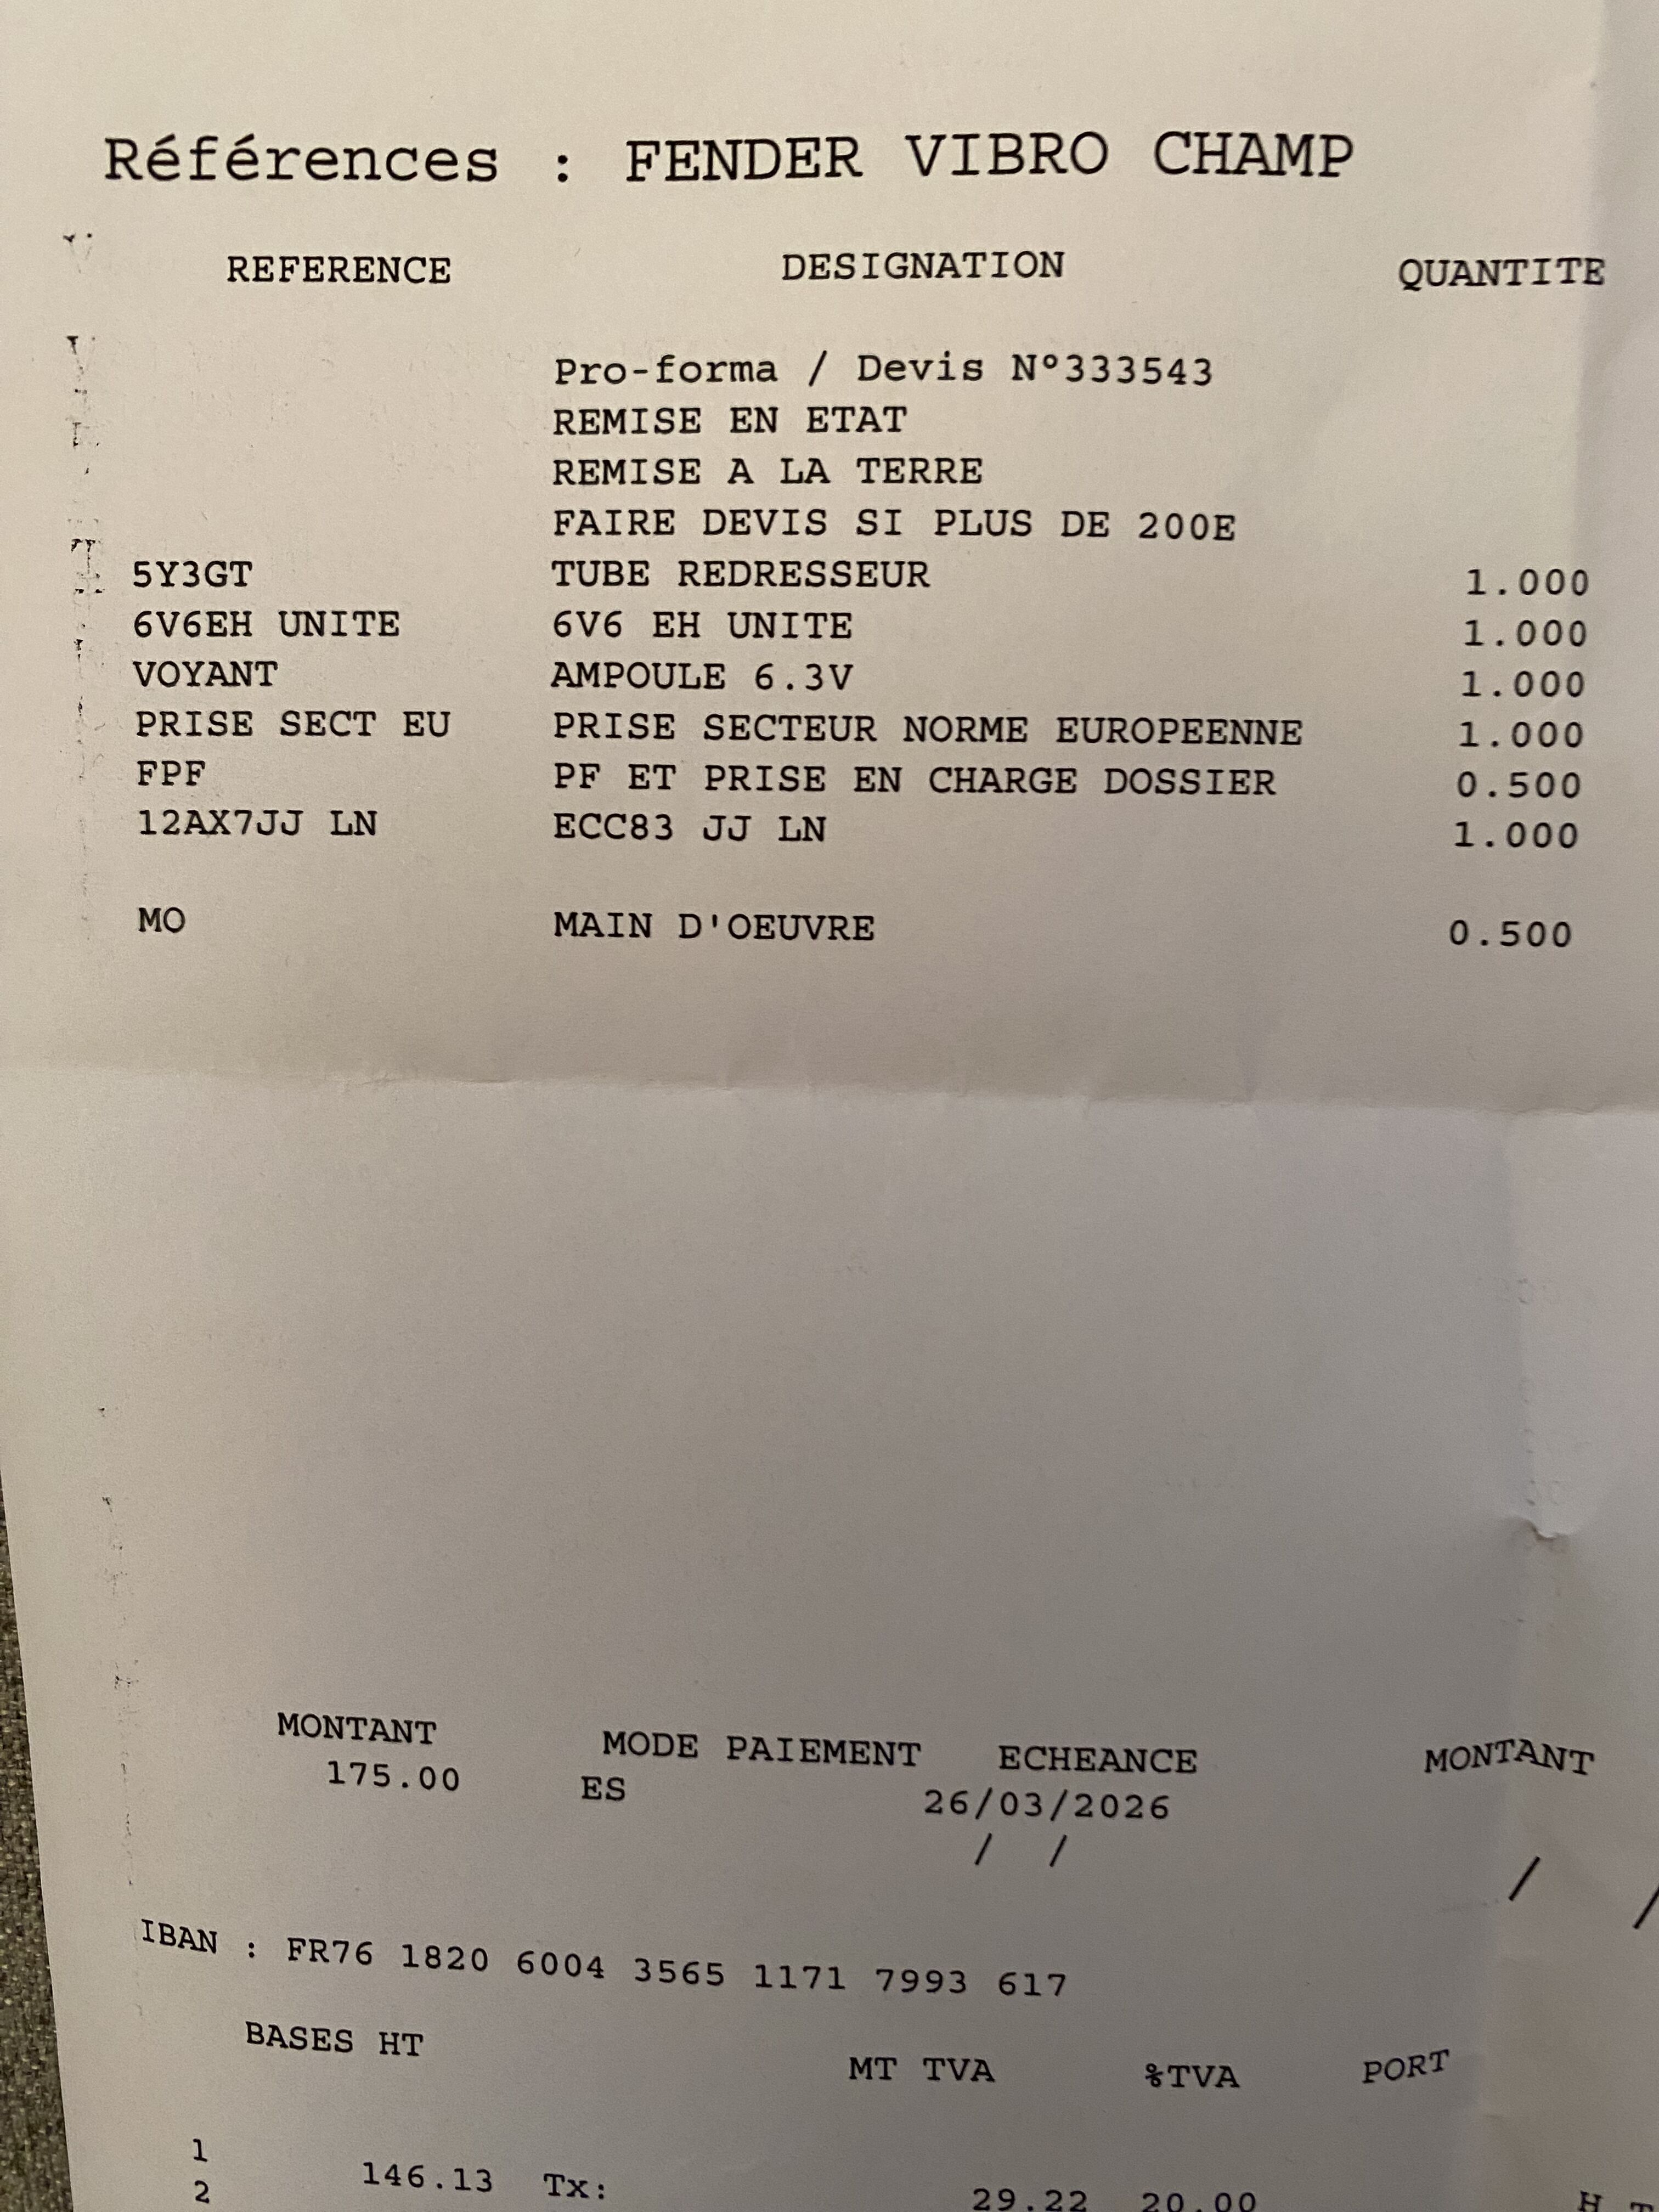 Références : FENDER VIBRO CHAMP
REFERENCE DESIGNATION QUANTITE
Pro-forma / Devis N°333543
REMISE EN ETAT
REMISE A LA TERRE
FAIRE DEVIS SI PLUS DE 200E
5Y3GT TUBE REDRESSEUR 1.000
6V6EH UNITE 6V6 EH UNITE 1.000
VOYANT AMPOULE 6.3V 1.000
PRISE SECT EU PRISE SECTEUR NORME EUROPEENNE 1.000
FPF PF ET PRISE EN CHARGE DOSSIER 0.500
12AX7JJ LN ECC83 JJ LN 1.000
MO MAIN D'OEUVRE 0.500
MONTANT MODE PAIEMENT ECHEANCE MONTANT
175.00 ES 26/03/2026
/ / / /
IBAN : FR76 1820 6004 3565 1171 7993 617
BASES HT MT TVA %TVA PORT
1
146.13 Tx: 29.22 20.00
2